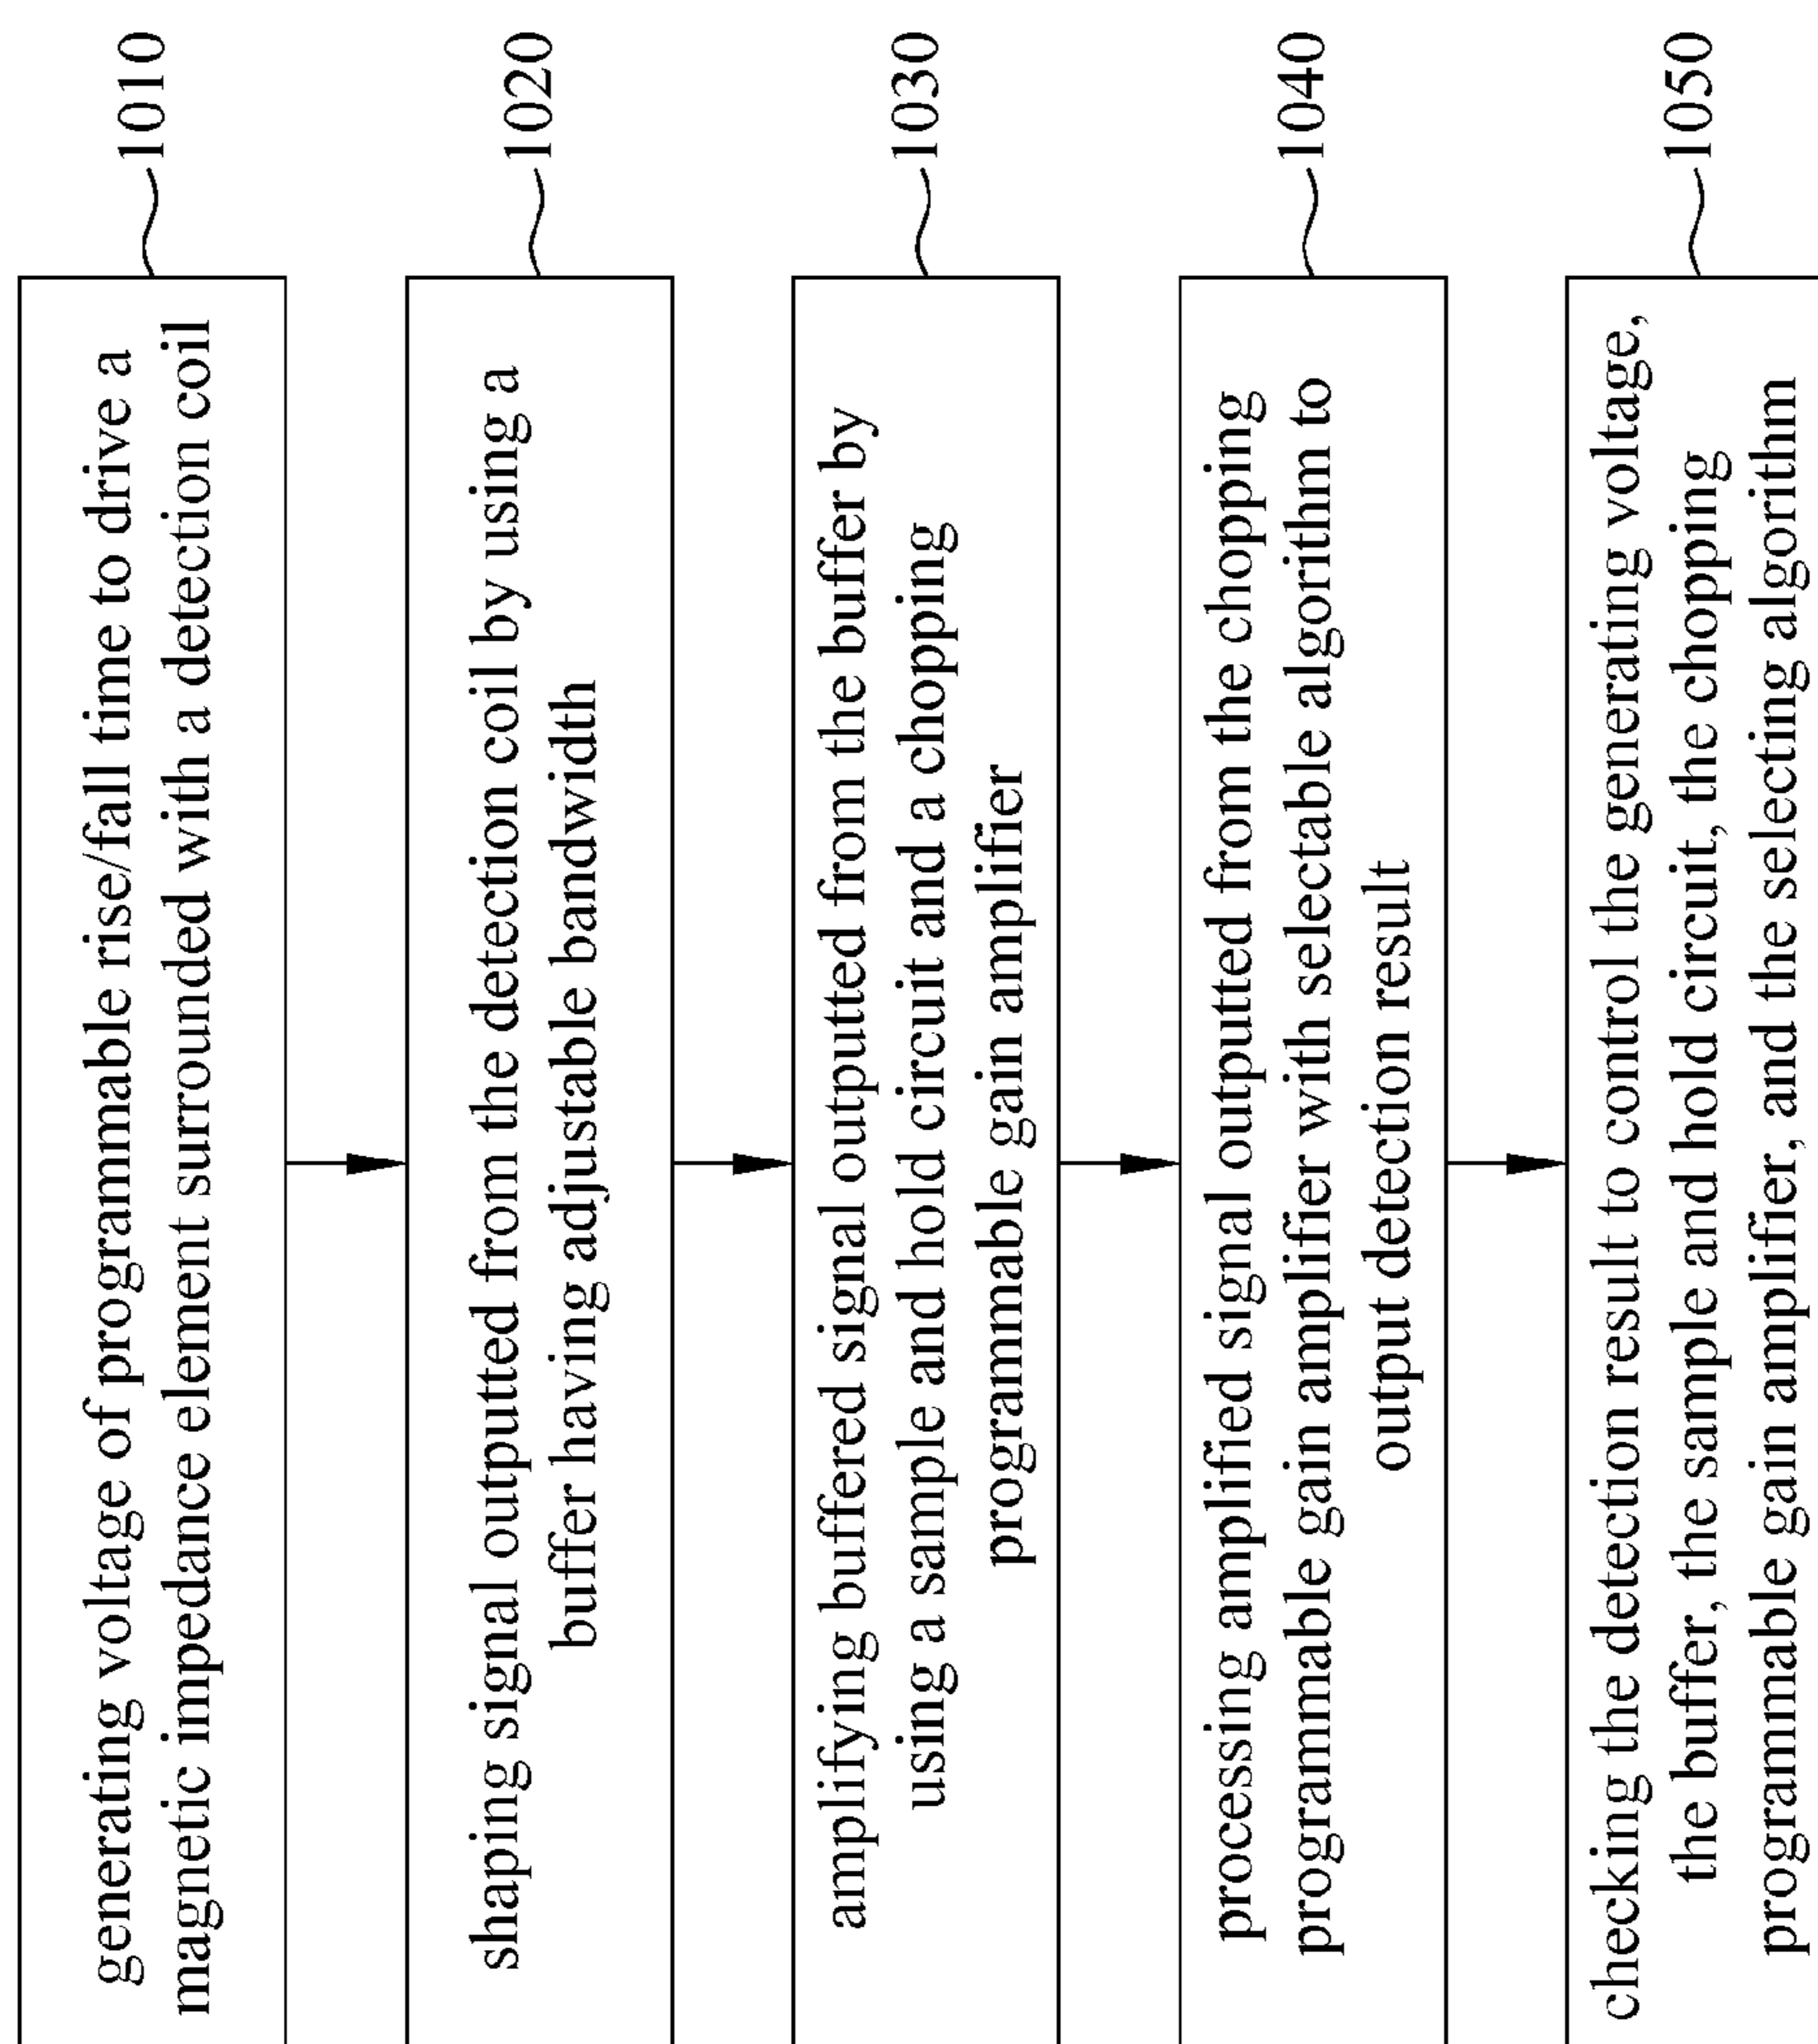 generating voltage of programmable rise/fall time to drive a
magnetic impedance element surrounded with a detection coil
1010
shaping signal outputted from the detection coil by using a
buffer having adjustable bandwidth
1020
amplifying buffered signal outputted from the buffer by
using a sample and hold circuit and a chopping
programmable gain amplifier
1030
processing amplified signal outputted from the chopping
programmable gain amplifier with selectable algorithm to
output detection result
1040
checking the detection result to control the generating voltage,
the buffer, the sample and hold circuit, the chopping
programmable gain amplifier, and the selecting algorithm
1050